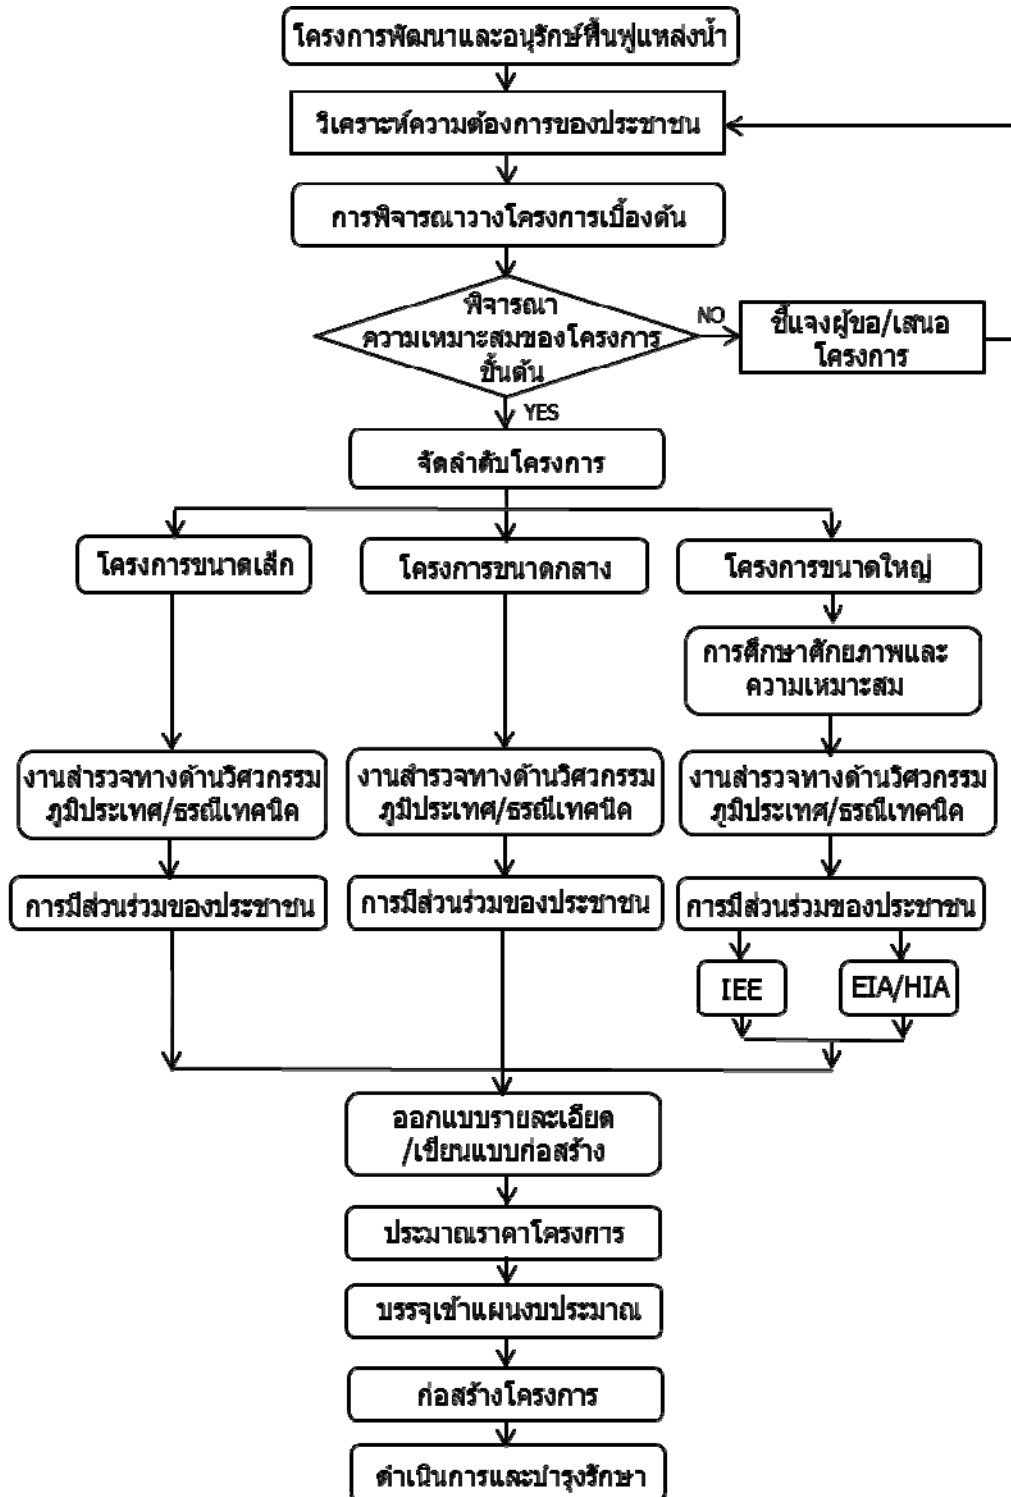 โครงการพัฒนาและอนุรักษ์ฟื้นฟูแหล่งน้ำ
วิเคราะห์ความต้องการของประชาชน
การพิจารณาวางโครงการเบื้องต้น
พิจารณา
ความเหมาะสมของโครงการ
ขั้นต้น
NO
ชี้แจงผู้ขอ/เสนอ
โครงการ
YES
จัดลำดับโครงการ
โครงการขนาดเล็ก
โครงการขนาดกลาง
โครงการขนาดใหญ่
การศึกษาศักยภาพและ
ความเหมาะสม
งานสำรวจทางด้านวิศวกรรม
ภูมิประเทศ/ธรณีเทคนิค
งานสำรวจทางด้านวิศวกรรม
ภูมิประเทศ/ธรณีเทคนิค
งานสำรวจทางด้านวิศวกรรม
ภูมิประเทศ/ธรณีเทคนิค
การมีส่วนร่วมของประชาชน
การมีส่วนร่วมของประชาชน
การมีส่วนร่วมของประชาชน
IEE
EIA/HIA
ออกแบบรายละเอียด
/เขียนแบบก่อสร้าง
ประมาณราคาโครงการ
บรรจุเข้าแผนงบประมาณ
ก่อสร้างโครงการ
ดำเนินการและบำรุงรักษา